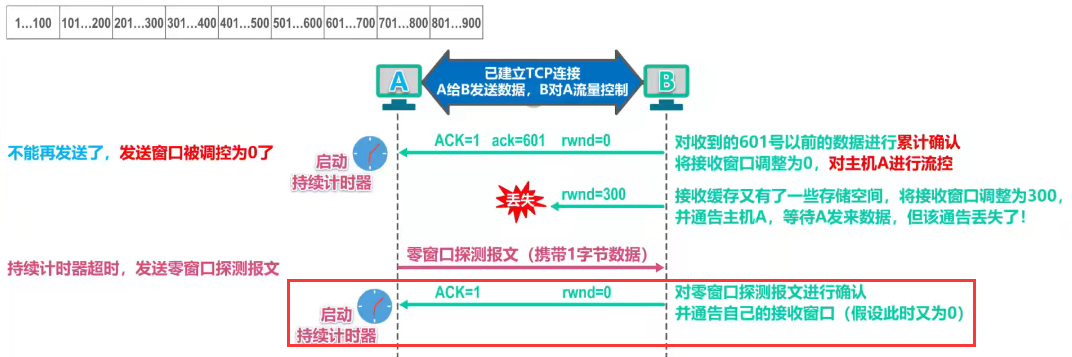 1…100 101…200 201…300 301…400 401…500 501…600 601…700 701…800 801…900
已建立TCP连接
A给B发送数据，B对A流量控制
A
B
不能再发送了，发送窗口被调控为0了
启动
持续计时器
ACK=1 ack=601 rwnd=0
对收到的601号以前的数据进行累计确认
将接收窗口调整为0，对主机A进行流控
丢失
rwnd=300
接收缓存又有了一些存储空间，将接收窗口调整为300，
并通告主机A，等待A发来数据，但该通告丢失了！
持续计时器超时，发送零窗口探测报文
零窗口探测报文（携带1字节数据）
启动
持续计时器
ACK=1 rwnd=0
对零窗口探测报文进行确认
并通告自己的接收窗口（假设此时又为0）